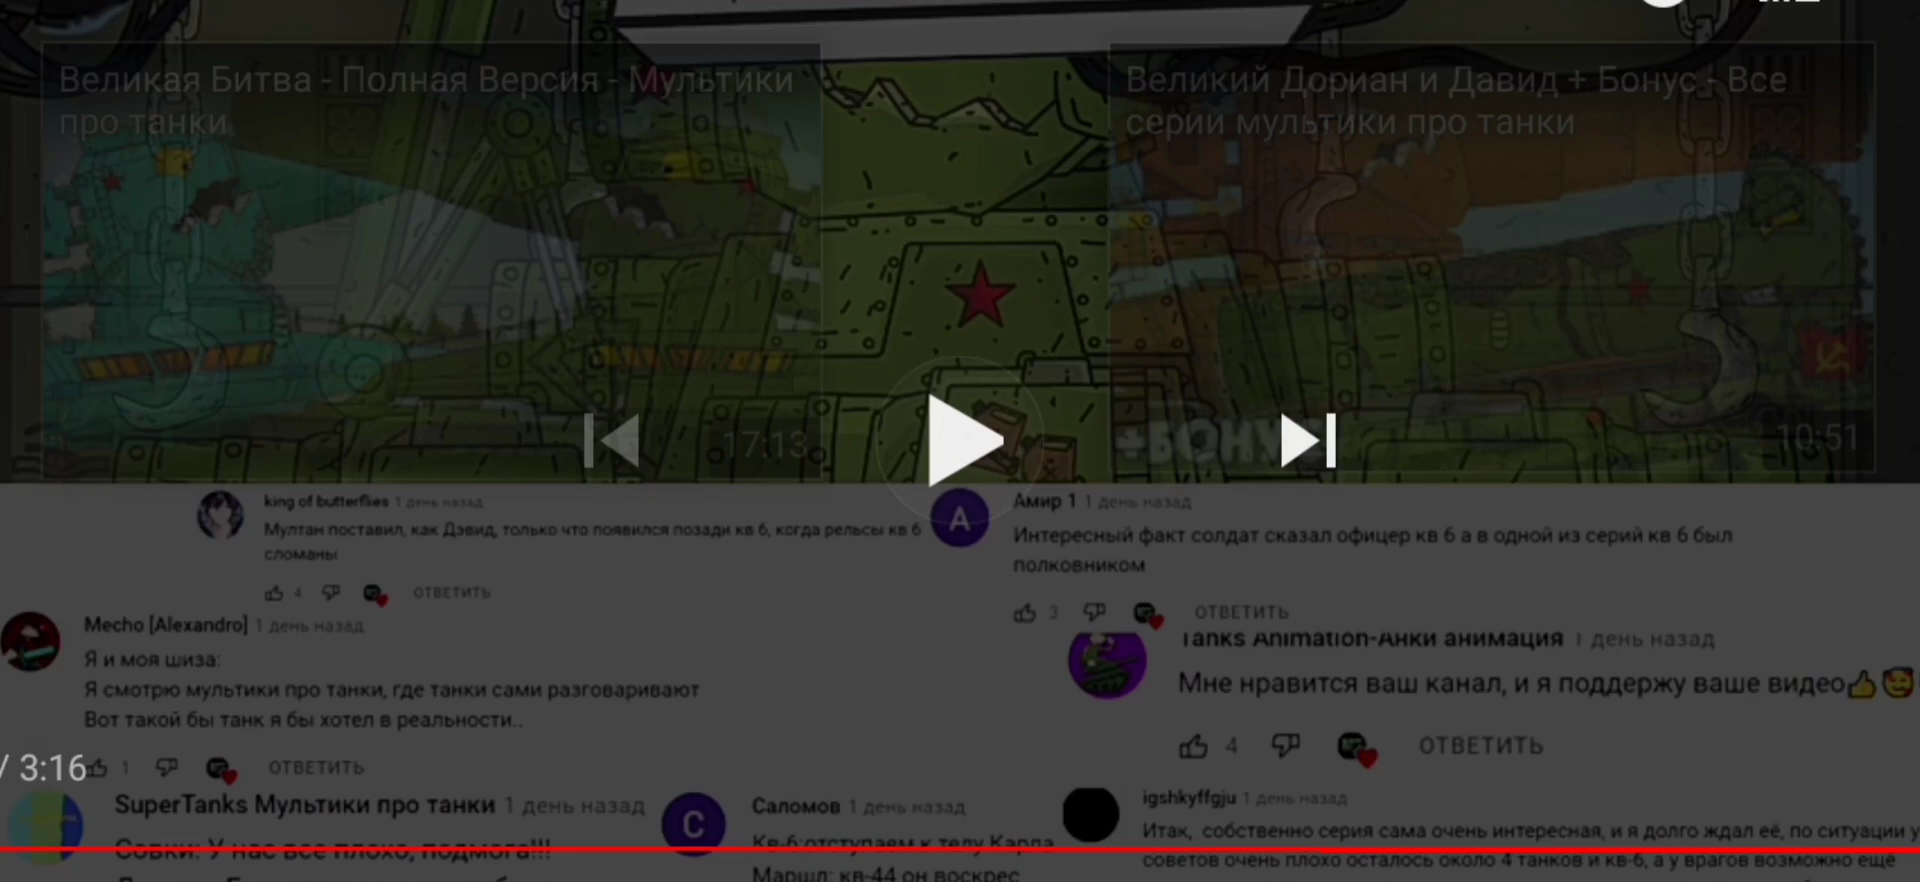 Великая Битва - Полная Версия - Мультики
про танки
Великий Дориан и Давид + Бонус - Все
серии мультики про танки
17:13
+БОНУ
10:51
king of butterflies 1 день назад
Мултан поставил, как Дэвид, только что появился позади кв 6, когда рельсы кв 6
сломаны
4 ОТВЕТИТЬ
А
Амир 1 1 день назад
Интересный факт солдат сказал офицер кв 6 а в одной из серий кв 6 был
полковником
3 ОТВЕТИТЬ
Mecho [Alexandro] 1 день назад
Я и моя шиза:
Я смотрю мультики про танки, где танки сами разговаривают
Вот такой бы танк я бы хотел в реальности..
1 ОТВЕТИТЬ
Tanks Animation-Анки анимация 1 день назад
Мне нравится ваш канал, и я поддержу ваше видео👍🥰
4 ОТВЕТИТЬ
/ 3:16
SuperTanks Мультики про танки 1 день назад
Совки: У нас все плохо, подмога!!!
С
Саломов 1 день назад
Кв-6:отступаем к телу Карла
Маршл: кв-44 он воскрес
igshkyffgju 1 день назад
Итак, собственно серия сама очень интересная, и я долго ждал её, по ситуации у
советов очень плохо осталось около 4 танков и кв-6, а у врагов возможно ещё